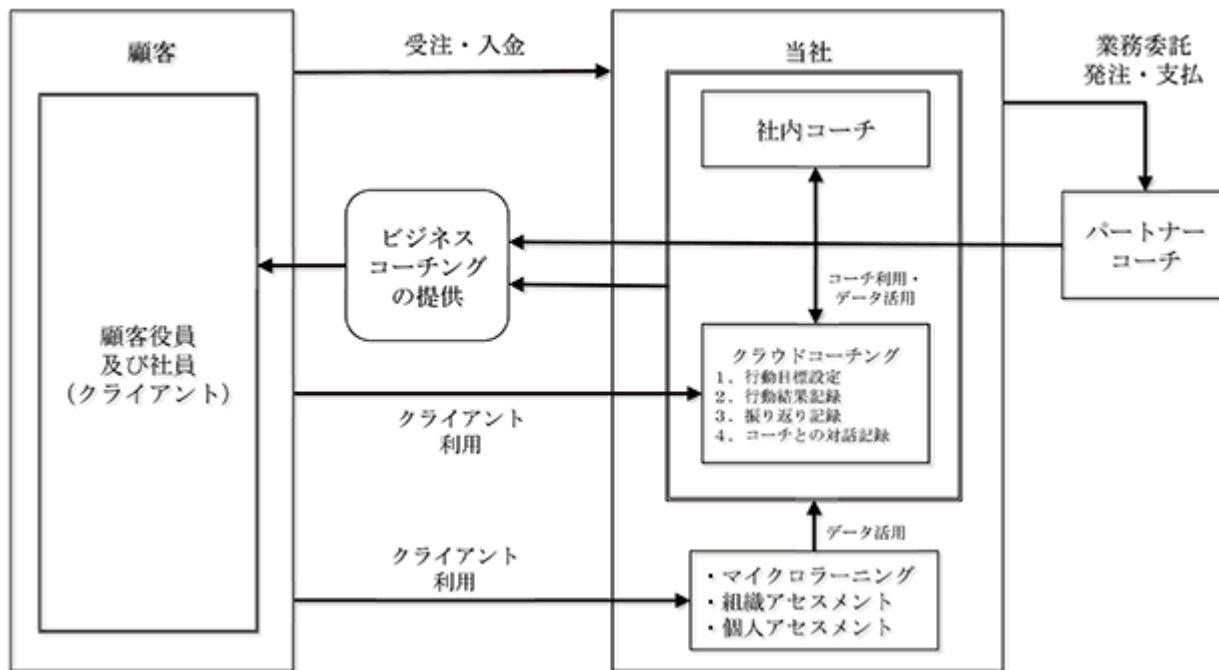 顧客
受注・入金
当社
業務委託
発注・支払
社内コーチ
パートナー
コーチ
ビジネス
コーチング
の提供
コーチ利用・
データ活用
顧客役員
及び社員
(クライアント)
クラウドコーチング
1．行動目標設定
2．行動結果記録
3．振り返り記録
4．コーチとの対話記録
クライアント
利用
データ活用
クライアント
利用
・マイクロラーニング
・組織アセスメント
・個人アセスメント